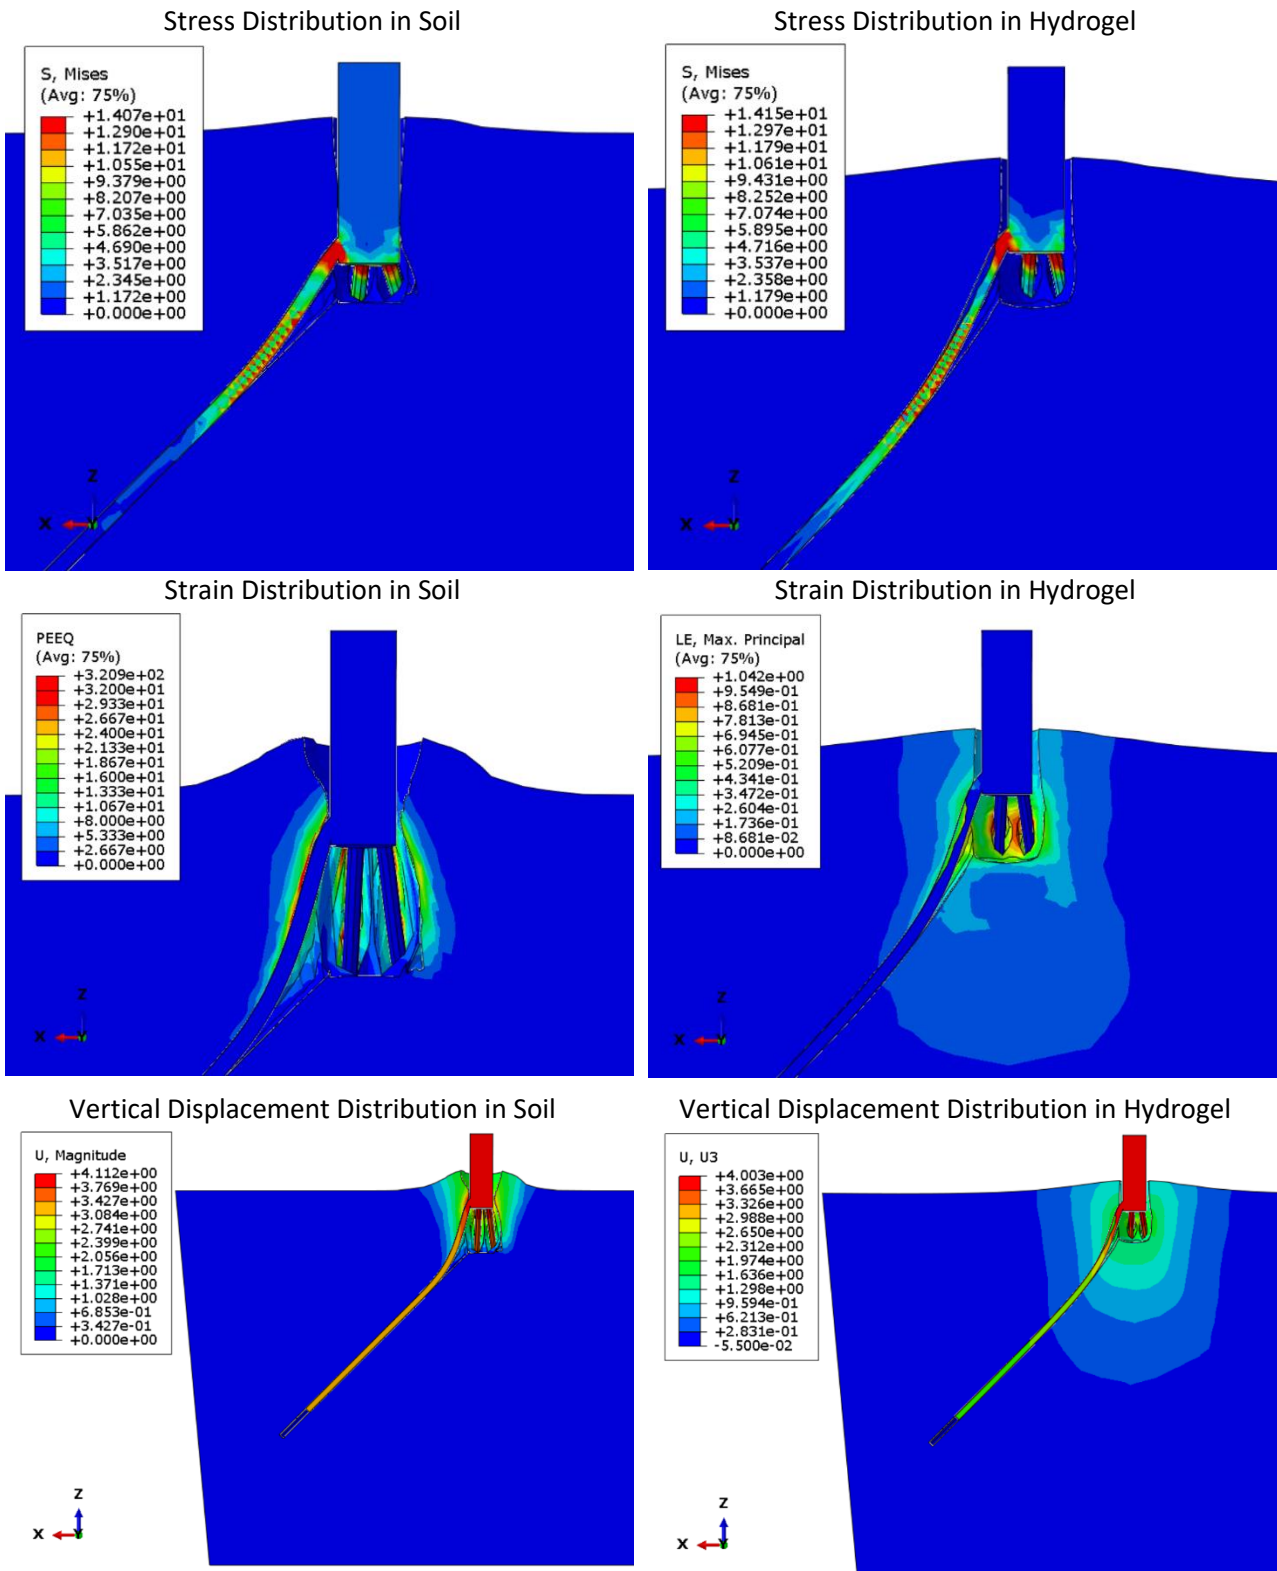 Stress Distribution in Soil
Stress Distribution in Hydrogel
S, Mises
(Avg: 75%)
+1.407e+01
+1.290e+01
+1.172e+01
+1.055e+01
+9.379e+00
+8.207e+00
+7.035e+00
+5.862e+00
+4.690e+00
+3.517e+00
+2.345e+00
+1.172e+00
+0.000e+00
Z
X
Y
S, Mises
(Avg: 75%)
+1.415e+01
+1.297e+01
+1.179e+01
+1.061e+01
+9.431e+00
+8.252e+00
+7.074e+00
+5.895e+00
+4.716e+00
+3.537e+00
+2.358e+00
+1.179e+00
+0.000e+00
Z
X
Y
Strain Distribution in Soil
Strain Distribution in Hydrogel
PEEQ
(Avg: 75%)
+3.209e+02
+3.200e+01
+2.933e+01
+2.667e+01
+2.400e+01
+2.133e+01
+1.867e+01
+1.600e+01
+1.333e+01
+1.067e+01
+8.000e+00
+5.333e+00
+2.667e+00
+0.000e+00
Z
X
Y
LE, Max. Principal
(Avg: 75%)
+1.042e+00
+9.549e-01
+8.681e-01
+7.813e-01
+6.945e-01
+6.077e-01
+5.209e-01
+4.341e-01
+3.472e-01
+2.604e-01
+1.736e-01
+8.681e-02
+0.000e+00
Z
X
Y
Vertical Displacement Distribution in Soil
Vertical Displacement Distribution in Hydrogel
U, Magnitude
+4.112e+00
+3.769e+00
+3.427e+00
+3.084e+00
+2.741e+00
+2.399e+00
+2.056e+00
+1.713e+00
+1.371e+00
+1.028e+00
+6.853e-01
+3.427e-01
+0.000e+00
Z
X
Y
U, U3
+4.003e+00
+3.665e+00
+3.326e+00
+2.988e+00
+2.650e+00
+2.312e+00
+1.974e+00
+1.636e+00
+1.298e+00
+9.594e-01
+6.213e-01
+2.831e-01
-5.500e-02
Z
X
Y